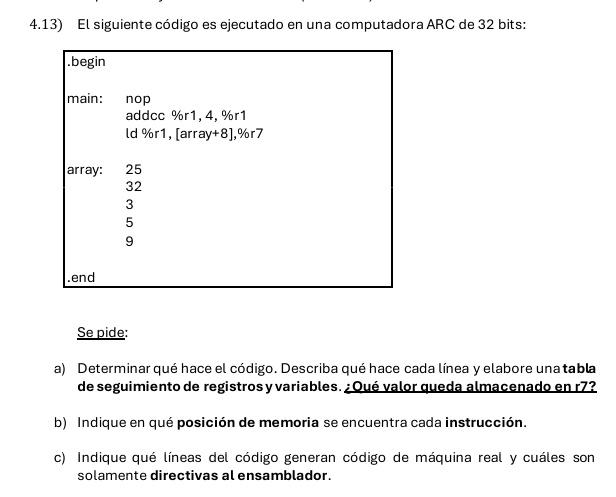 4.13) El siguiente código es ejecutado en una computadora ARC de 32 bits:
.begin
main: nop
addcc %r1, 4, %r1
ld %r1, [array+8],%r7
array: 25
32
3
5
9
.end
Se pide:
a) Determinar qué hace el código. Describa qué hace cada línea y elabore una tabla
de seguimiento de registros y variables. ¿Qué valor queda almacenado en r7?
b) Indique en qué posición de memoria se encuentra cada instrucción.
c) Indique qué líneas del código generan código de máquina real y cuáles son
solamente directivas al ensamblador.